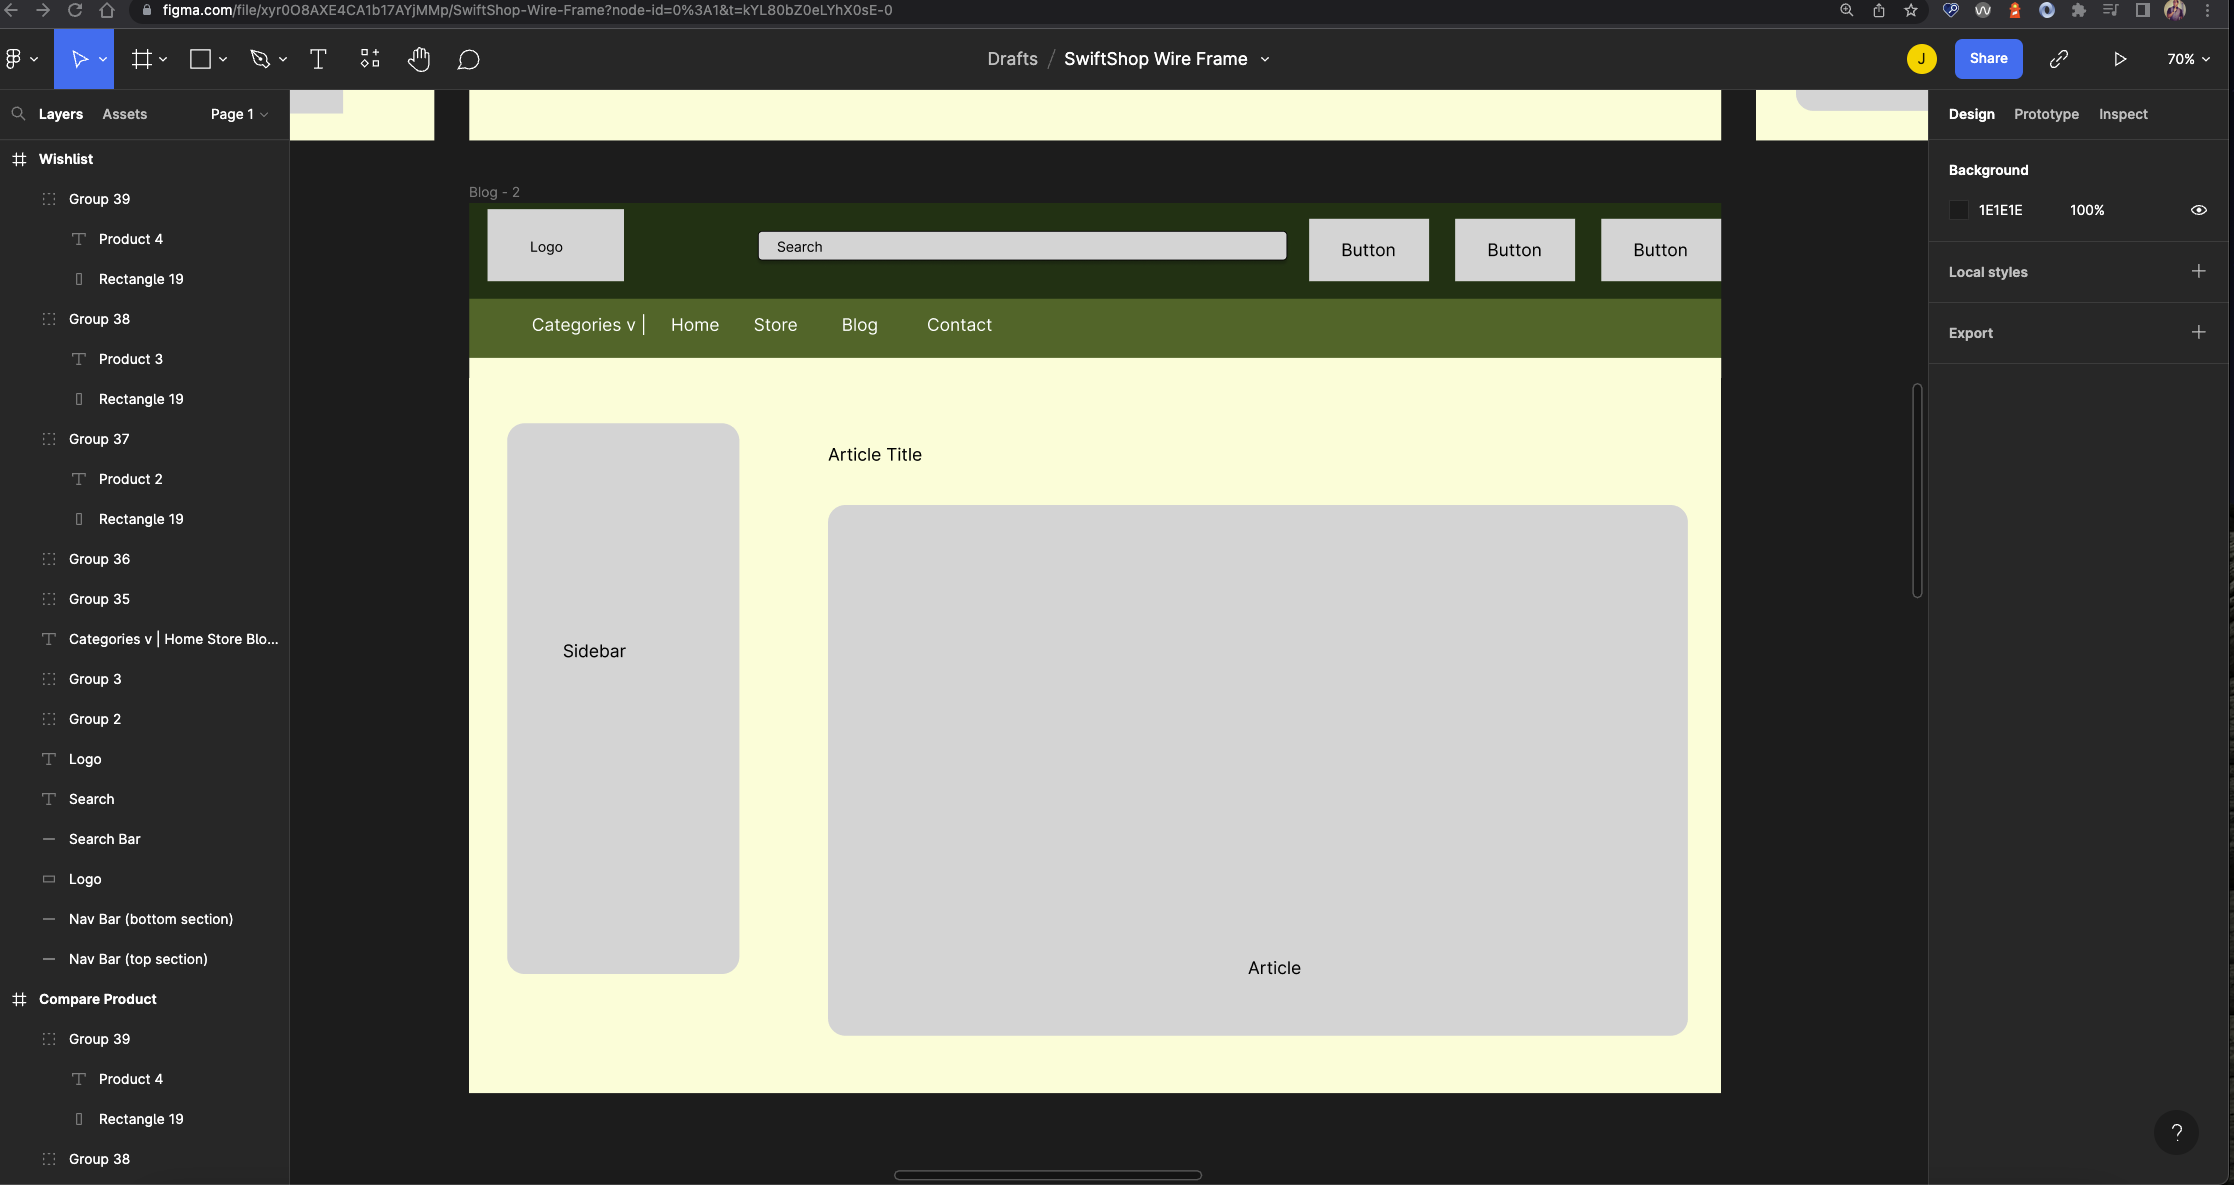 figma.com/file/xyr0O8AXE4CA1b17AYjMMp/SwiftShop-Wire-Frame?node-id=0%3A1&t=kYL80bZ0eLYhX0sE-0
Drafts / SwiftShop Wire Frame
J
Share
70%
Layers Assets Page 1
Wishlist
Group 39
Product 4
Rectangle 19
Group 38
Product 3
Rectangle 19
Group 37
Product 2
Rectangle 19
Group 36
Group 35
Categories v | Home Store Blo...
Group 3
Group 2
Logo
Search
Search Bar
Logo
Nav Bar (bottom section)
Nav Bar (top section)
Compare Product
Group 39
Product 4
Rectangle 19
Group 38
Blog - 2
Logo
Search
Button Button Button
Categories v | Home Store Blog Contact
Article Title
Sidebar
Article
Design Prototype Inspect
Background
1E1E1E 100%
Local styles
Export
?